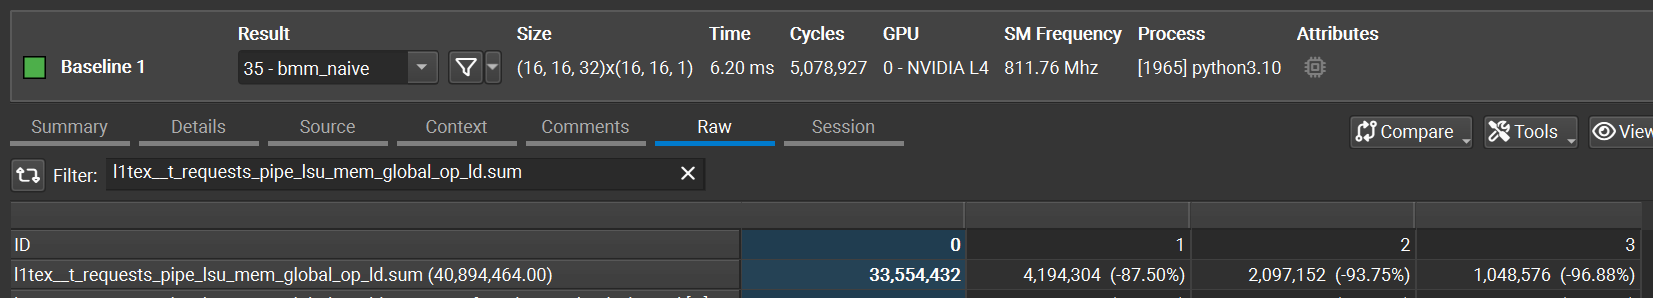 Result Size Time Cycles GPU SM Frequency Process Attributes
Baseline 1 35 - bmm_naive (16, 16, 32)x(16, 16, 1) 6.20 ms 5,078,927 0 - NVIDIA L4 811.76 Mhz [1965] python3.10
Summary Details Source Context Comments Raw Session Compare Tools View
Filter: l1tex__t_requests_pipe_lsu_mem_global_op_ld.sum
ID 0 1 2 3
l1tex__t_requests_pipe_lsu_mem_global_op_ld.sum (40,894,464.00) 33,554,432 4,194,304 (-87.50%) 2,097,152 (-93.75%) 1,048,576 (-96.88%)